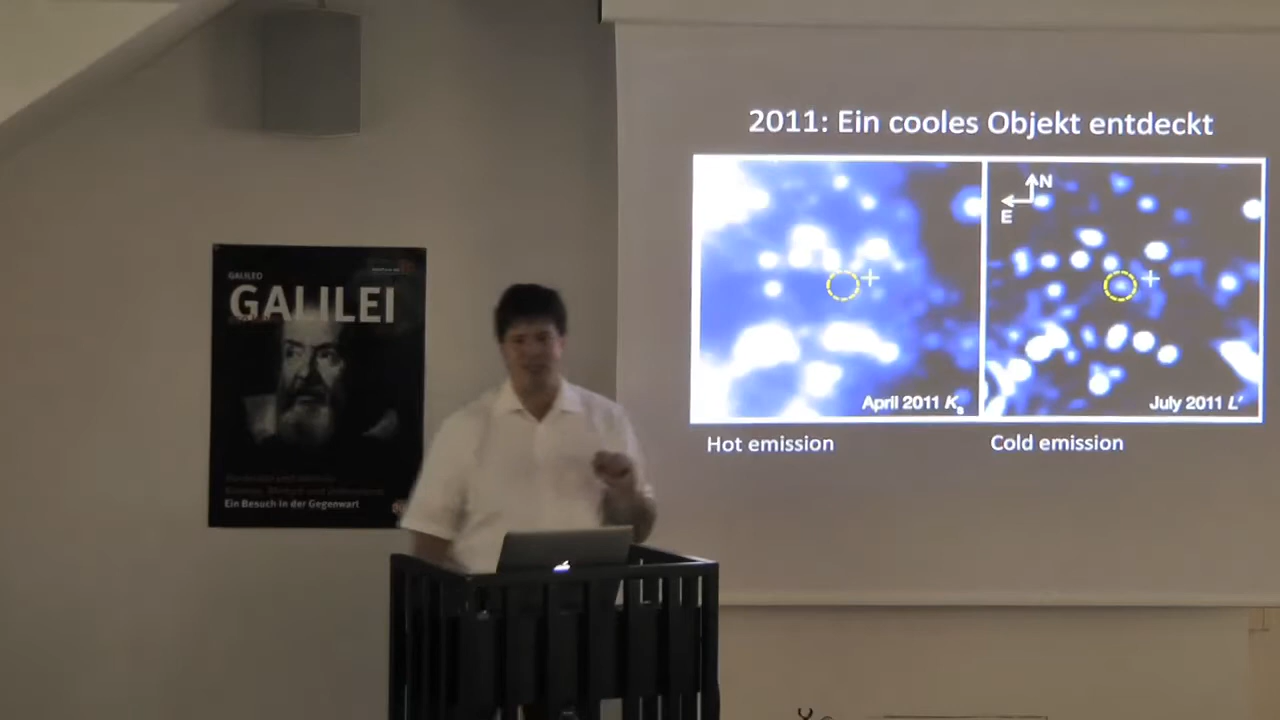 2011: Ein cooles Objekt entdeckt
N
E
April 2011 Ks
July 2011 L'
Hot emission
Cold emission
GALILEO
GALILEI
Ein Besuch in der Gegenwart